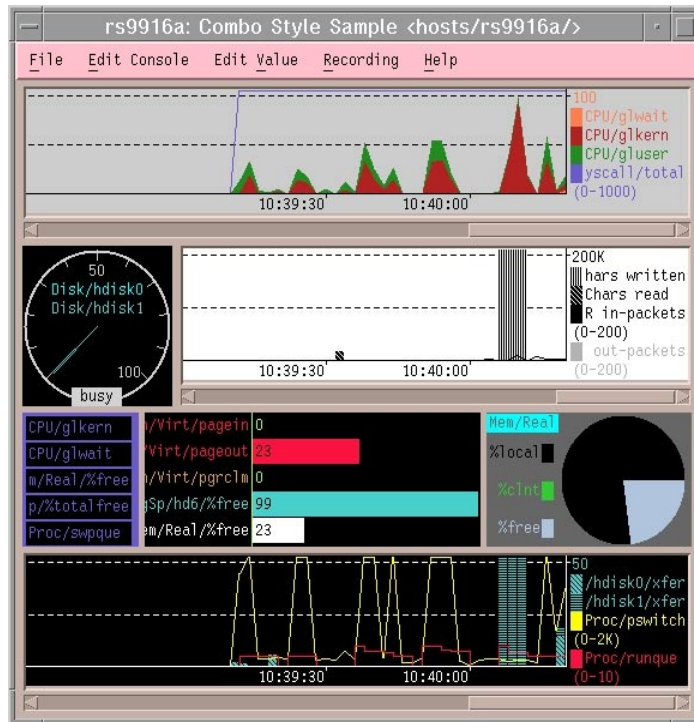 rs9916a: Combo Style Sample <hosts/rs9916a/>
File Edit Console Edit Value Recording Help
100
CPU/glwait
CPU/glkern
CPU/gluser
yscall/total
(0-1000)
10:39:30 10:40:00
50
Disk/hdisk0
Disk/hdisk1
100
busy
200K
hars written
Chars read
R in-packets
(0-200)
out-packets
(0-200)
10:39:30 10:40:00
CPU/glkern
CPU/glwait
m/Real/%free
p/%totalfree
Proc/swpque
/Virt/pagein 0
/Virt/pageout 23
/Virt/pgrclm 0
gSp/hd6/%free 99
em/Real/%free 23
Mem/Real
%local
%clnt
%free
50
/hdisk0/xfer
/hdisk1/xfer
Proc/pswitch
(0-2K)
Proc/runque
(0-10)
10:39:30 10:40:00